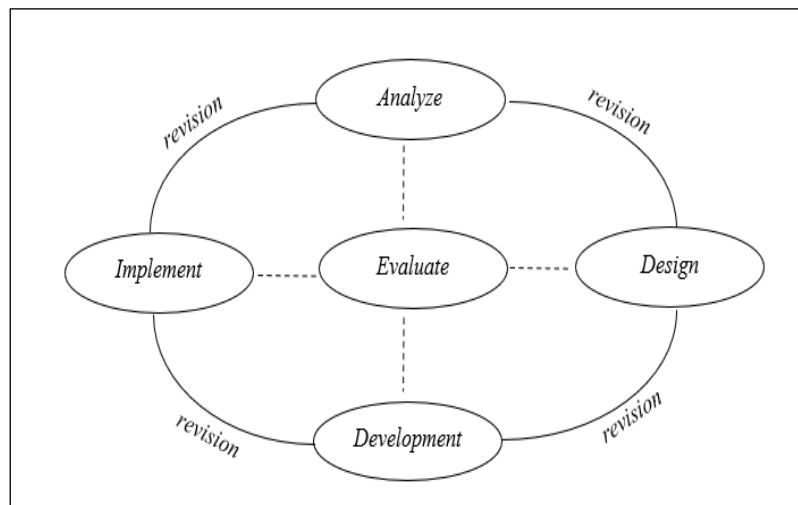 Analyze
revision
revision
Implement
Evaluate
Design
revision
revision
Development